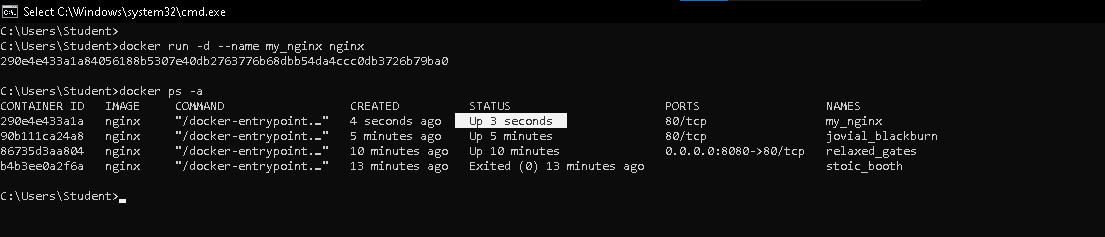 Select C:\Windows\system32\cmd.exe
C:\Users\Student>
C:\Users\Student>docker run -d --name my_nginx nginx
290e4e433a1a84056188b5307e40db2763776b68dbb54da4ccc0db3726b79ba0
C:\Users\Student>docker ps -a
CONTAINER ID   IMAGE     COMMAND                  CREATED          STATUS                      PORTS                  NAMES
290e4e433a1a   nginx     "/docker-entrypoint.…"   4 seconds ago    Up 3 seconds                80/tcp                 my_nginx
90b111ca24a8   nginx     "/docker-entrypoint.…"   5 minutes ago    Up 5 minutes                80/tcp                 jovial_blackburn
86735d3aa804   nginx     "/docker-entrypoint.…"   10 minutes ago   Up 10 minutes               0.0.0.0:8080->80/tcp   relaxed_gates
b4b3ee0a2f6a   nginx     "/docker-entrypoint.…"   13 minutes ago   Exited (0) 13 minutes ago                          stoic_booth
C:\Users\Student>